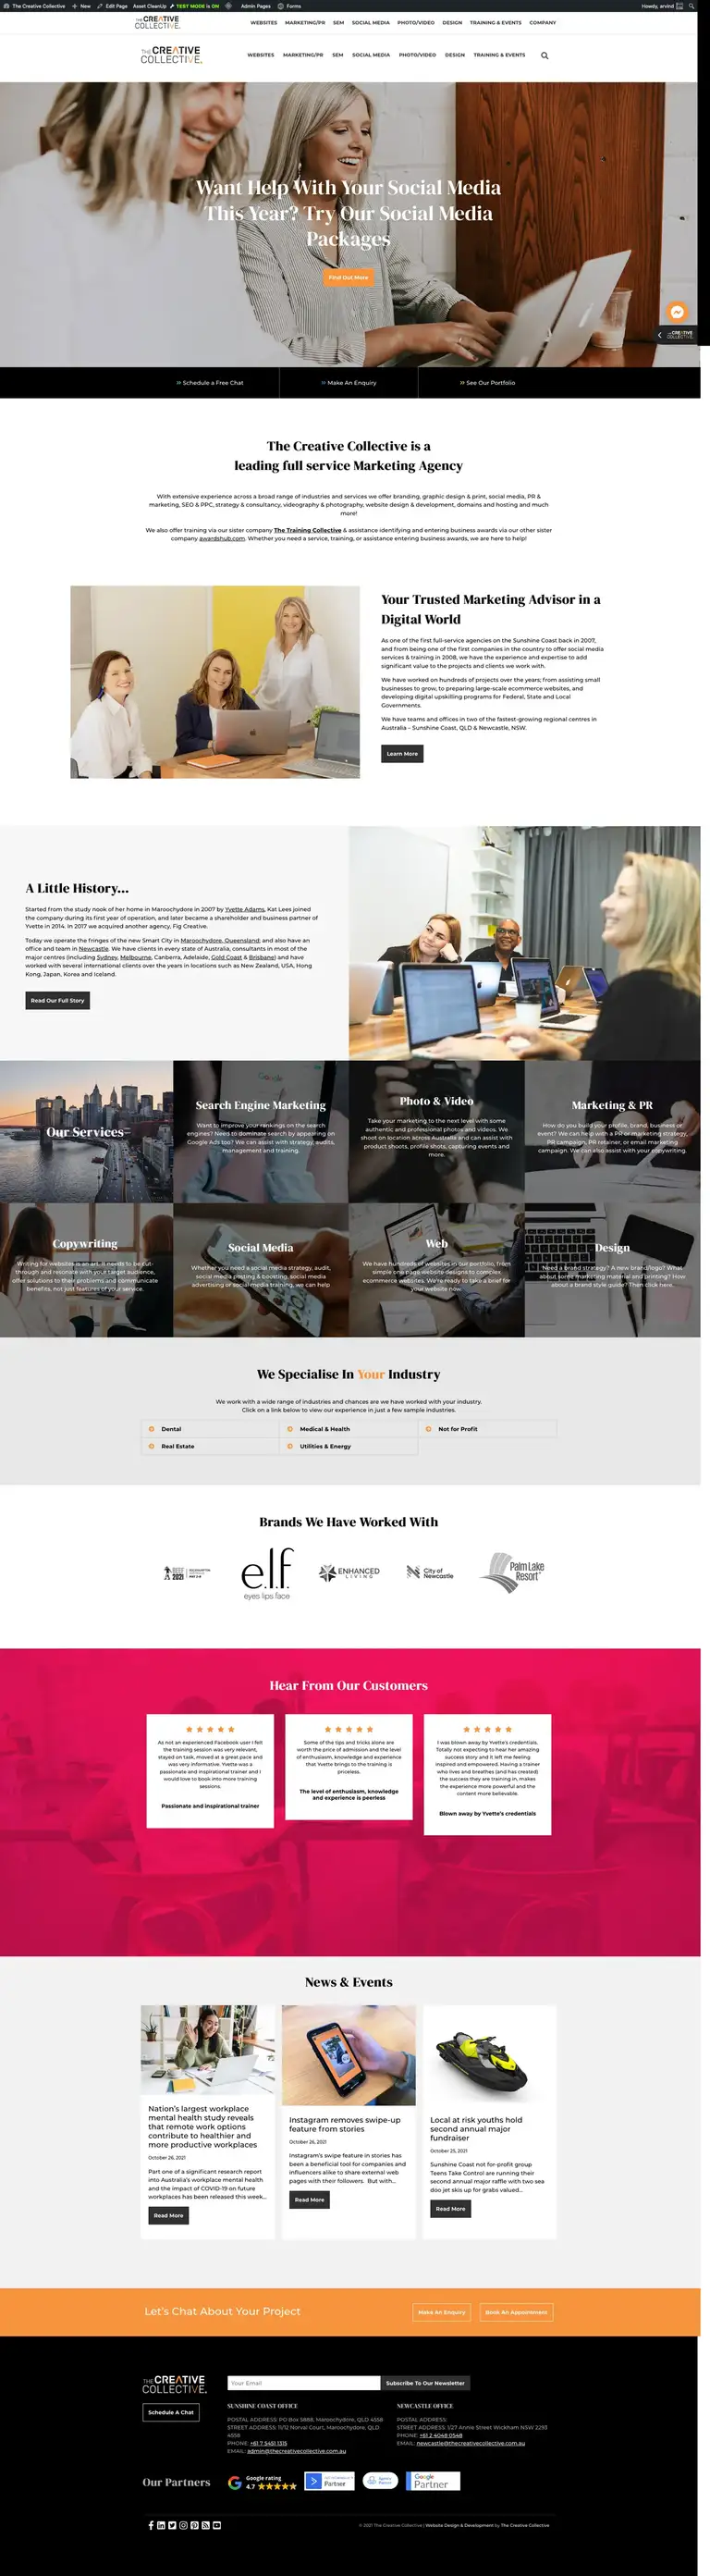 The Creative Collective New Edit Page Asset CleanUp TEST MODE is ON Admin Pages Forms Howdy, arvind
THE CREATIVE COLLECTIVE. WEBSITES MARKETING/PR SEM SOCIAL MEDIA PHOTO/VIDEO DESIGN TRAINING & EVENTS COMPANY
THE CREATIVE COLLECTIVE. WEBSITES MARKETING/PR SEM SOCIAL MEDIA PHOTO/VIDEO DESIGN TRAINING & EVENTS
Want Help With Your Social Media
This Year? Try Our Social Media
Packages
Find Out More
THE CREATIVE COLLECTIVE.
Schedule a Free Chat
Make An Enquiry
See Our Portfolio
The Creative Collective is a
leading full service Marketing Agency
With extensive experience across a broad range of industries and services we offer branding, graphic design & print, social media, PR &
marketing, SEO & PPC, strategy & consultancy, videography & photography, website design & development, domains and hosting and much
more!
We also offer training via our sister company The Training Collective & assistance identifying and entering business awards via our other sister
company awardshub.com. Whether you need a service, training, or assistance entering business awards, we are here to help!
Your Trusted Marketing Advisor in a
Digital World
As one of the first full-service agencies on the Sunshine Coast back in 2007,
and from being one of the first companies in the country to offer social media
services & training in 2008, we have the experience and expertise to add
significant value to the projects and clients we work with.
We have worked on hundreds of projects over the years; from assisting small
businesses to grow, to preparing large-scale ecommerce websites, and
developing digital upskilling programs for Federal, State and Local
Governments.
We have teams and offices in two of the fastest-growing regional centres in
Australia – Sunshine Coast, QLD & Newcastle, NSW.
Learn More
A Little History...
Started from the study nook of her home in Maroochydore in 2007 by Yvette Adams, Kat Lees joined
the company during its first year of operation, and later became a shareholder and business partner of
Yvette in 2014. In 2017 we acquired another agency, Fig Creative.
Today we operate the fringes of the new Smart City in Maroochydore, Queensland; and also have an
office and team in Newcastle. We have clients in every state of Australia, consultants in most of the
major centres (including Sydney, Melbourne, Canberra, Adelaide, Gold Coast & Brisbane) and have
worked with several international clients over the years in locations such as New Zealand, USA, Hong
Kong, Japan, Korea and Iceland.
Read Our Full Story
Our Services
Search Engine Marketing
Want to improve your rankings on the search
engines? Need to dominate search by appearing on
Google Ads too? We can assist with strategy, audits,
management and training.
Photo & Video
Take your marketing to the next level with some
authentic and professional photos and videos. We
shoot on location across Australia and can assist with
product shoots, profile shots, capturing events and
more.
Marketing & PR
How do you build your profile, brand, business or
event? We can help with a PR or marketing strategy,
PR campaign, PR retainer, or email marketing
campaign. We can also assist with your copywriting.
Copywriting
Writing for websites is an art. It needs to be cut-
through and resonate with your target audience,
offer solutions to their problems and communicate
benefits, not just features of your service.
Social Media
Whether you need a social media strategy, audit,
social media posting & boosting, social media
advertising or social media training, we can help
Web
We have hundreds of websites in our portfolio, from
simple one page website designs to complex
ecommerce websites. We're ready to take a brief for
your website now.
Design
Need a brand strategy? A new brand/logo? What
about some marketing material and printing? How
about a brand style guide? Then click here.
We Specialise In Your Industry
We work with a wide range of industries and chances are we have worked with your industry.
Click on a link below to view our experience in just a few sample industries.
Dental
Medical & Health
Not for Profit
Real Estate
Utilities & Energy
Brands We Have Worked With
BEEF 2021
e.l.f.
eyes lips face
ENHANCED
LIVING
City of
Newcastle
Palm Lake
Resort
Hear From Our Customers
As not an experienced Facebook user I felt
the training session was very relevant,
stayed on task, moved at a great pace and
was very informative. Yvette was a
passionate and inspirational trainer and I
would love to book into more training
sessions.
Passionate and inspirational trainer
Some of the tips and tricks alone are
worth the price of admission and the level
of enthusiasm, knowledge and experience
that Yvette brings to the training is
priceless.
The level of enthusiasm, knowledge
and experience is peerless
I was blown away by Yvette's credentials.
Totally not expecting to hear her amazing
success story and it left me feeling
inspired and empowered. Having a trainer
who lives and breathes (and has created)
the success they are training in, makes
the experience more powerful and the
content more believable.
Blown away by Yvette's credentials
News & Events
Nation's largest workplace
mental health study reveals
that remote work options
contribute to healthier and
more productive workplaces
October 26, 2021
Part one of a significant research report
into Australia's workplace mental health
and the impact of COVID-19 on future
workplaces has been released this week...
Read More
Instagram removes swipe-up
feature from stories
October 26, 2021
Instagram's swipe feature in stories has
been a beneficial tool for companies and
influencers alike to share external web
pages with their followers. But with...
Read More
Local at risk youths hold
second annual major
fundraiser
October 25, 2021
Sunshine Coast not-for-profit group
Teens Take Control are running their
second annual major raffle with two sea
doo jet skis up for grabs valued...
Read More
Let's Chat About Your Project
Make An Enquiry
Book An Appointment
THE CREATIVE COLLECTIVE.
Schedule A Chat
Your Email
Subscribe To Our Newsletter
SUNSHINE COAST OFFICE
POSTAL ADDRESS: PO Box 5888, Maroochydore, QLD 4558
STREET ADDRESS: 11/12 Norval Court, Maroochydore, QLD
4558
PHONE: +61 7 5451 1315
EMAIL: admin@thecreativecollective.com.au
NEWCASTLE OFFICE
POSTAL ADDRESS:
STREET ADDRESS: 1/27 Annie Street Wickham NSW 2293
PHONE: +61 2 4048 0548
EMAIL: newcastle@thecreativecollective.com.au
Our Partners
Google rating
4.7
Partner
Google
Partner
© 2021 The Creative Collective | Website Design & Development by The Creative Collective